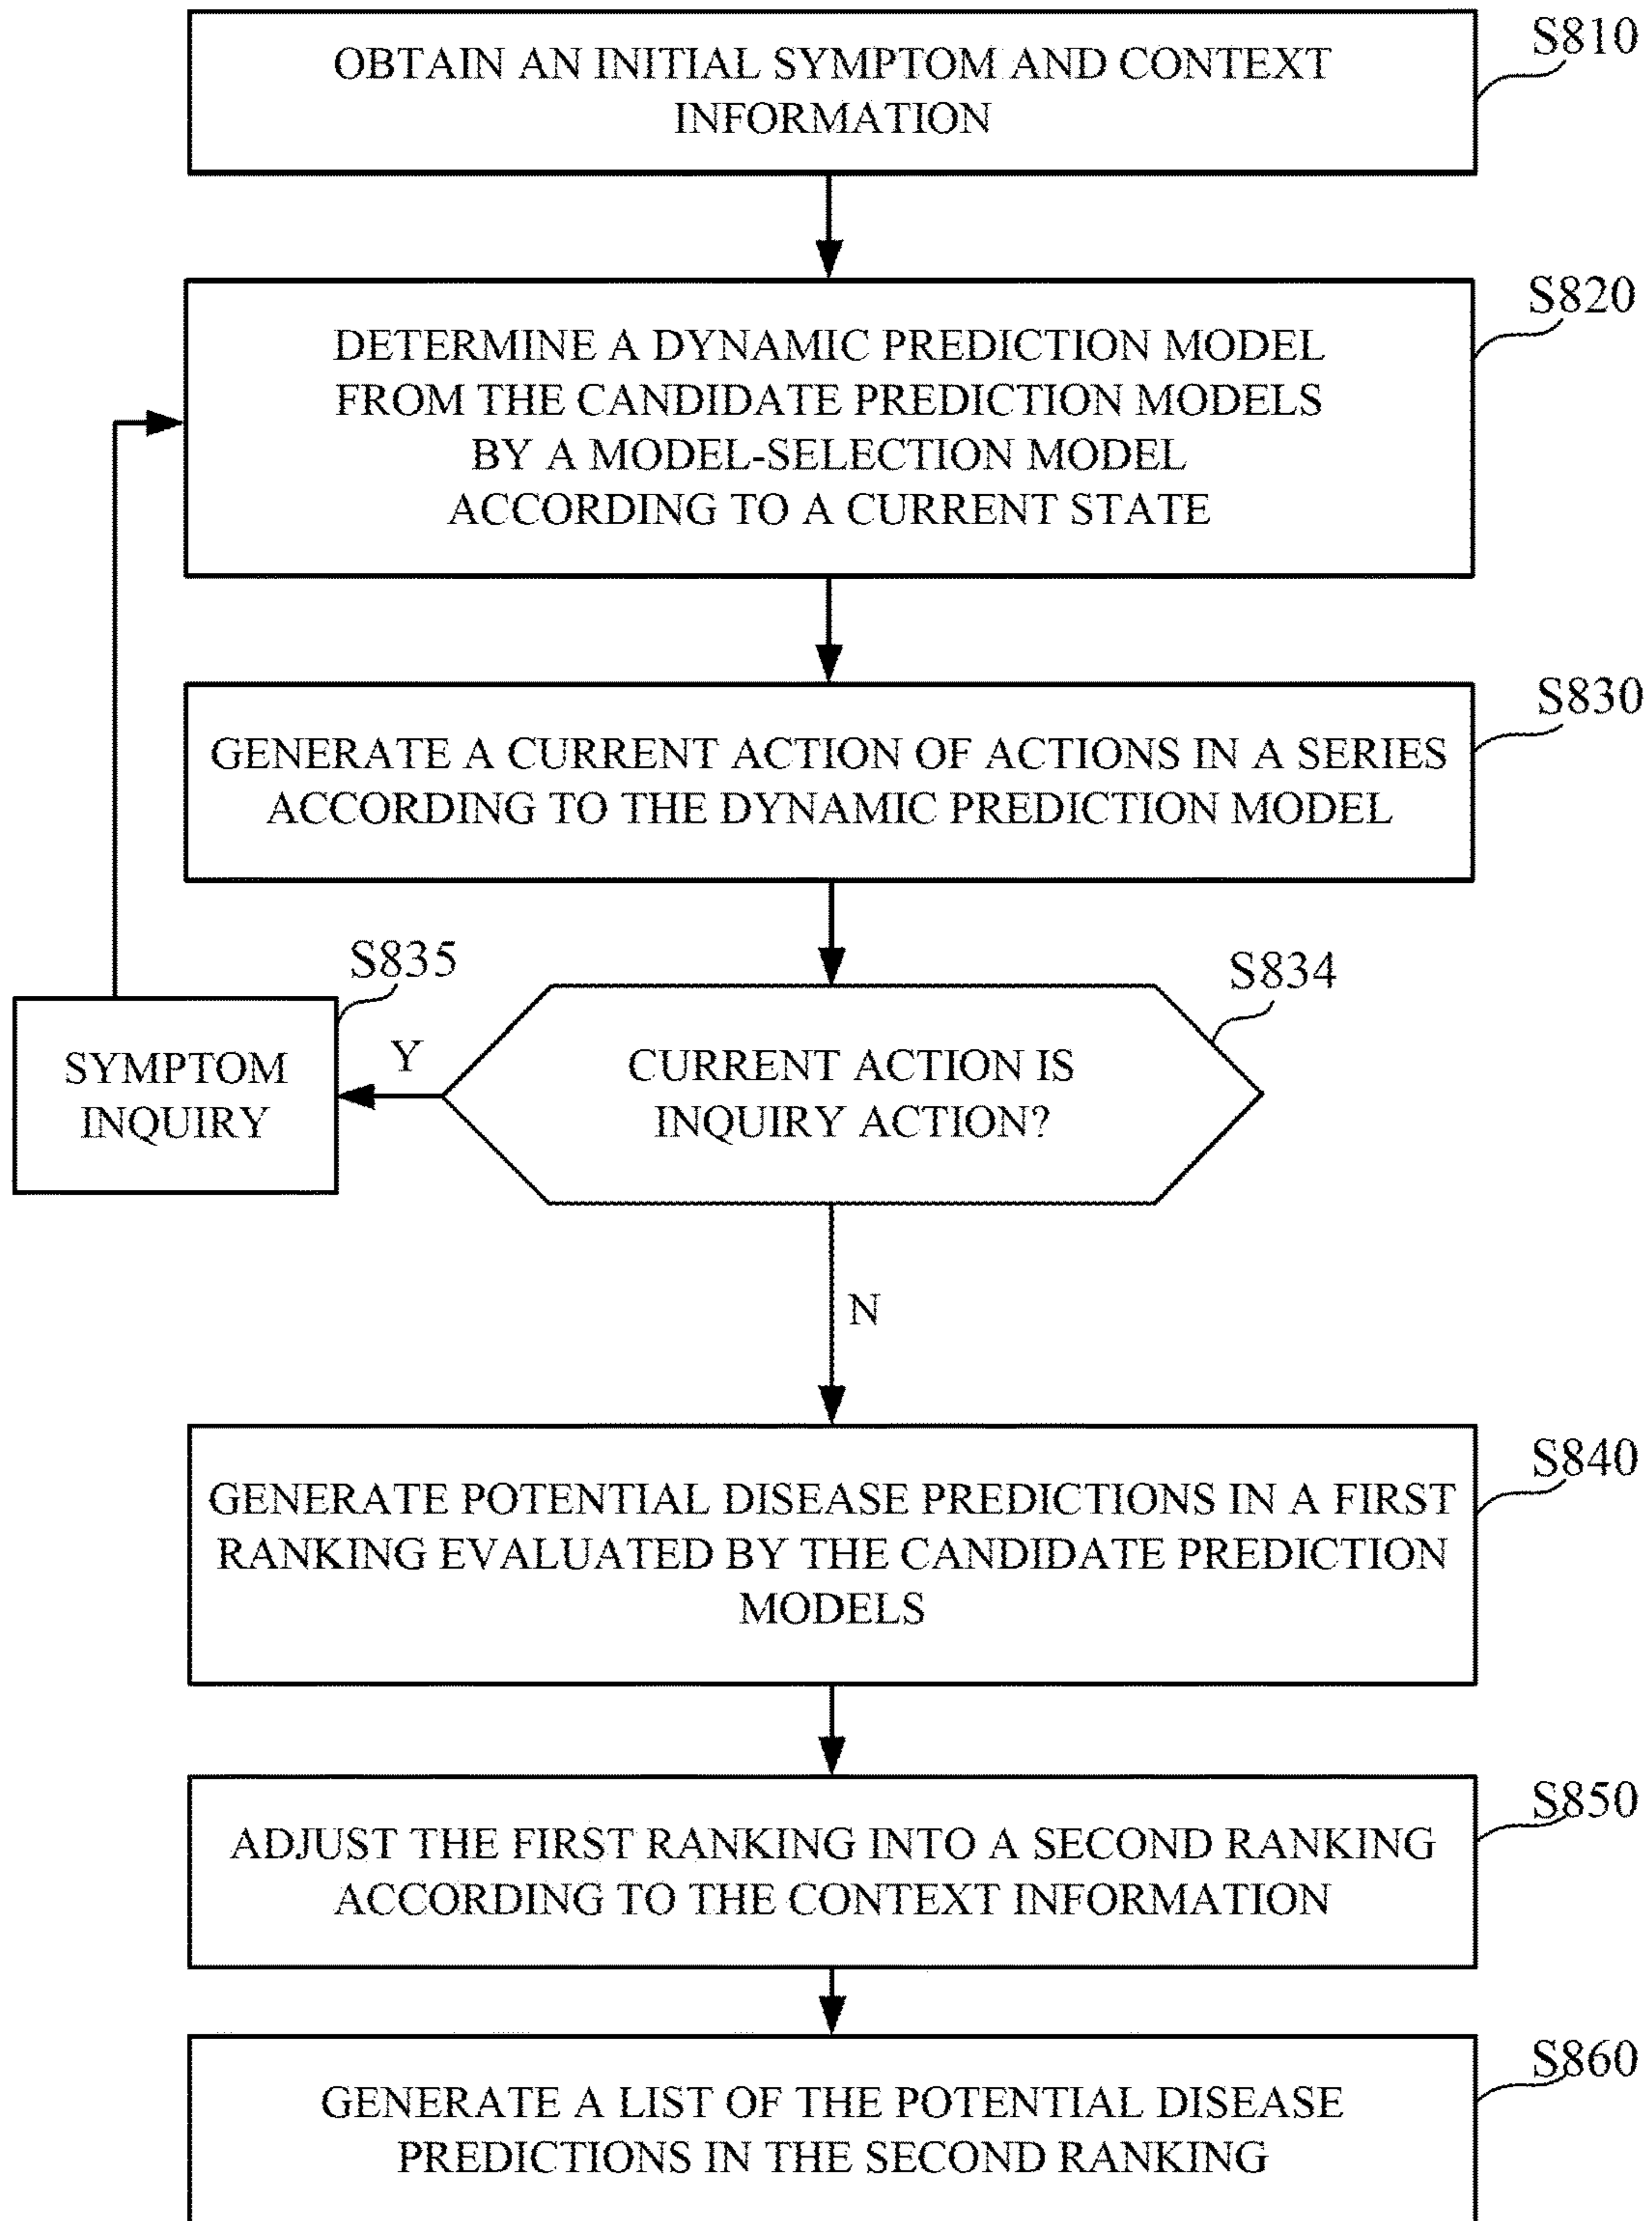 S810
OBTAIN AN INITIAL SYMPTOM AND CONTEXT
INFORMATION
S820
DETERMINE A DYNAMIC PREDICTION MODEL
FROM THE CANDIDATE PREDICTION MODELS
BY A MODEL-SELECTION MODEL
ACCORDING TO A CURRENT STATE
S830
GENERATE A CURRENT ACTION OF ACTIONS IN A SERIES
ACCORDING TO THE DYNAMIC PREDICTION MODEL
S835
SYMPTOM
INQUIRY
Y
S834
CURRENT ACTION IS
INQUIRY ACTION?
N
S840
GENERATE POTENTIAL DISEASE PREDICTIONS IN A FIRST
RANKING EVALUATED BY THE CANDIDATE PREDICTION
MODELS
S850
ADJUST THE FIRST RANKING INTO A SECOND RANKING
ACCORDING TO THE CONTEXT INFORMATION
S860
GENERATE A LIST OF THE POTENTIAL DISEASE
PREDICTIONS IN THE SECOND RANKING